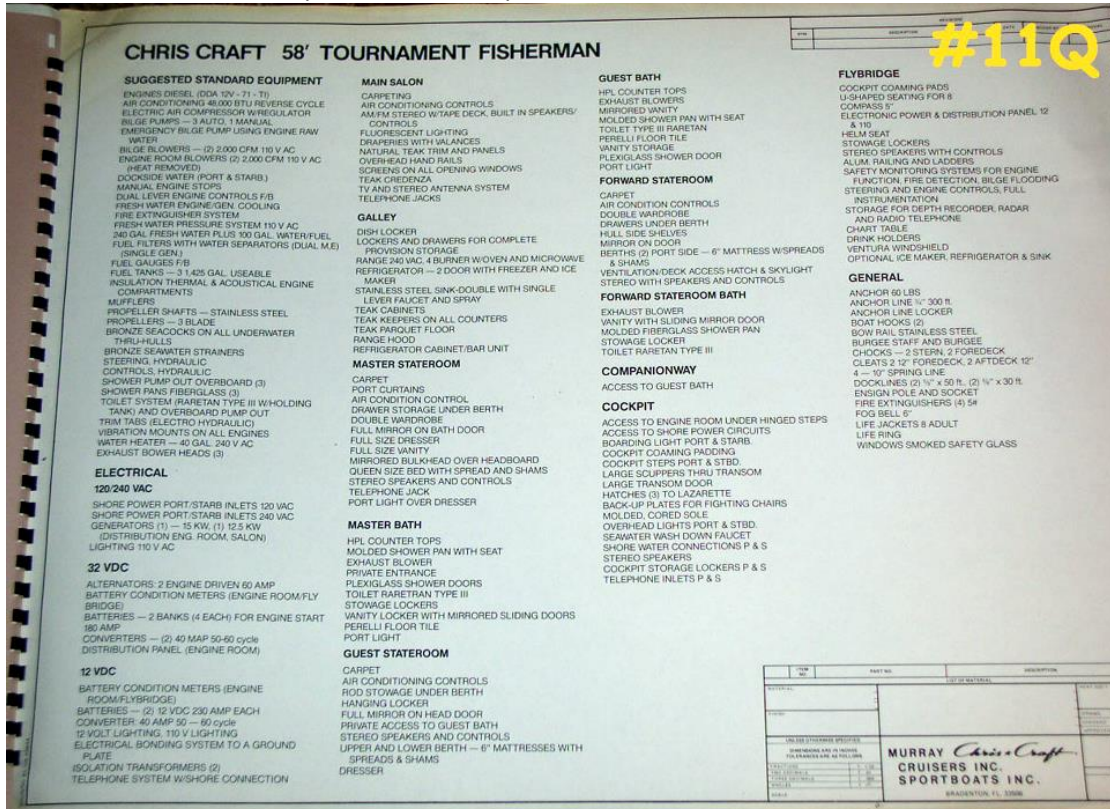 #11Q
CHRIS CRAFT 58' TOURNAMENT FISHERMAN
SUGGESTED STANDARD EQUIPMENT
ENGINES DIESEL (DDA 12V - 71 - TI)
AIR CONDITIONING 48,000 BTU REVERSE CYCLE
ELECTRIC AIR COMPRESSOR W/REGULATOR
BILGE PUMPS — 3 AUTO, 1 MANUAL
EMERGENCY BILGE PUMP USING ENGINE RAW
WATER
BILGE BLOWERS — (2) 2,000 CFM 110 V AC
ENGINE ROOM BLOWERS (2) 2,000 CFM 110 V AC
(HEAT REMOVED)
DOCKSIDE WATER (PORT & STARB.)
MANUAL ENGINE STOPS
DUAL LEVER ENGINE CONTROLS F/B
FRESH WATER ENGINE/GEN. COOLING
FIRE EXTINGUISHER SYSTEM
FRESH WATER PRESSURE SYSTEM 110 V AC
240 GAL FRESH WATER PLUS 100 GAL. WATER/FUEL
FUEL FILTERS WITH WATER SEPARATORS (DUAL M.E)
(SINGLE GEN.)
FUEL GAUGES F/B
FUEL TANKS — 3 1,425 GAL. USEABLE
INSULATION THERMAL & ACOUSTICAL ENGINE
COMPARTMENTS
MUFFLERS
PROPELLER SHAFTS — STAINLESS STEEL
PROPELLERS — 3 BLADE
BRONZE SEACOCKS ON ALL UNDERWATER
THRU-HULLS
BRONZE SEAWATER STRAINERS
STEERING, HYDRAULIC
CONTROLS, HYDRAULIC
SHOWER PUMP OUT OVERBOARD (3)
SHOWER PANS FIBERGLASS (3)
TOILET SYSTEM (RARETAN TYPE III W/HOLDING
TANK) AND OVERBOARD PUMP OUT
TRIM TABS (ELECTRO HYDRAULIC)
VIBRATION MOUNTS ON ALL ENGINES
WATER HEATER — 40 GAL. 240 V AC
EXHAUST BOWER HEADS (3)
ELECTRICAL
120/240 VAC
SHORE POWER PORT/STARB INLETS 120 VAC
SHORE POWER PORT/STARB INLETS 240 VAC
GENERATORS (1) — 15 KW, (1) 12.5 KW
(DISTRIBUTION ENG. ROOM, SALON)
LIGHTING 110 V AC
32 VDC
ALTERNATORS: 2 ENGINE DRIVEN 60 AMP
BATTERY CONDITION METERS (ENGINE ROOM/FLY
BRIDGE)
BATTERIES — 2 BANKS (4 EACH) FOR ENGINE START
180 AMP
CONVERTERS — (2) 40 MAP 50-60 cycle
DISTRIBUTION PANEL (ENGINE ROOM)
12 VDC
BATTERY CONDITION METERS (ENGINE
ROOM/FLYBRIDGE)
BATTERIES — (2) 12 VDC 230 AMP EACH
CONVERTER: 40 AMP 50 — 60 cycle
12 VOLT LIGHTING, 110 V LIGHTING
ELECTRICAL BONDING SYSTEM TO A GROUND
PLATE
ISOLATION TRANSFORMERS (2)
TELEPHONE SYSTEM W/SHORE CONNECTION
MAIN SALON
CARPETING
AIR CONDITIONING CONTROLS
AM/FM STEREO W/TAPE DECK, BUILT IN SPEAKERS/
CONTROLS
FLUORESCENT LIGHTING
DRAPERIES WITH VALANCES
NATURAL TEAK TRIM AND PANELS
OVERHEAD HAND RAILS
SCREENS ON ALL OPENING WINDOWS
TEAK CREDENZA
TV AND STEREO ANTENNA SYSTEM
TELEPHONE JACKS
GALLEY
DISH LOCKER
LOCKERS AND DRAWERS FOR COMPLETE
PROVISION STORAGE
RANGE 240 VAC, 4 BURNER W/OVEN AND MICROWAVE
REFRIGERATOR — 2 DOOR WITH FREEZER AND ICE
MAKER
STAINLESS STEEL SINK-DOUBLE WITH SINGLE
LEVER FAUCET AND SPRAY
TEAK CABINETS
TEAK KEEPERS ON ALL COUNTERS
TEAK PARQUET FLOOR
RANGE HOOD
REFRIGERATOR CABINET/BAR UNIT
MASTER STATEROOM
CARPET
PORT CURTAINS
AIR CONDITION CONTROL
DRAWER STORAGE UNDER BERTH
DOUBLE WARDROBE
FULL MIRROR ON BATH DOOR
FULL SIZE DRESSER
FULL SIZE VANITY
MIRRORED BULKHEAD OVER HEADBOARD
QUEEN SIZE BED WITH SPREAD AND SHAMS
STEREO SPEAKERS AND CONTROLS
TELEPHONE JACK
PORT LIGHT OVER DRESSER
MASTER BATH
HPL COUNTER TOPS
MOLDED SHOWER PAN WITH SEAT
EXHAUST BLOWER
PRIVATE ENTRANCE
PLEXIGLASS SHOWER DOORS
TOILET RARETRAN TYPE III
STOWAGE LOCKERS
VANITY LOCKER WITH MIRRORED SLIDING DOORS
PERELLI FLOOR TILE
PORT LIGHT
GUEST STATEROOM
CARPET
AIR CONDITIONING CONTROLS
ROD STOWAGE UNDER BERTH
HANGING LOCKER
FULL MIRROR ON HEAD DOOR
PRIVATE ACCESS TO GUEST BATH
STEREO SPEAKERS AND CONTROLS
UPPER AND LOWER BERTH — 6" MATTRESSES WITH
SPREADS & SHAMS
DRESSER
GUEST BATH
HPL COUNTER TOPS
EXHAUST BLOWERS
MIRRORED VANITY
MOLDED SHOWER PAN WITH SEAT
TOILET TYPE III RARETAN
PERELLI FLOOR TILE
VANITY STORAGE
PLEXIGLASS SHOWER DOOR
PORT LIGHT
FORWARD STATEROOM
CARPET
AIR CONDITION CONTROLS
DOUBLE WARDROBE
DRAWERS UNDER BERTH
HULL SIDE SHELVES
MIRROR ON DOOR
BERTHS (2) PORT SIDE — 6" MATTRESS W/SPREADS
& SHAMS
VENTILATION/DECK ACCESS HATCH & SKYLIGHT
STEREO WITH SPEAKERS AND CONTROLS
FORWARD STATEROOM BATH
EXHAUST BLOWER
VANITY WITH SLIDING MIRROR DOOR
MOLDED FIBERGLASS SHOWER PAN
STOWAGE LOCKER
TOILET RARETAN TYPE III
COMPANIONWAY
ACCESS TO GUEST BATH
COCKPIT
ACCESS TO ENGINE ROOM UNDER HINGED STEPS
ACCESS TO SHORE POWER CIRCUITS
BOARDING LIGHT PORT & STARB.
COCKPIT COAMING PADDING
COCKPIT STEPS PORT & STBD.
LARGE SCUPPERS THRU TRANSOM
LARGE TRANSOM DOOR
HATCHES (3) TO LAZARETTE
BACK-UP PLATES FOR FIGHTING CHAIRS
MOLDED, CORED SOLE
OVERHEAD LIGHTS PORT & STBD.
SEAWATER WASH DOWN FAUCET
SHORE WATER CONNECTIONS P & S
STEREO SPEAKERS
COCKPIT STORAGE LOCKERS P & S
TELEPHONE INLETS P & S
FLYBRIDGE
COCKPIT COAMING PADS
U-SHAPED SEATING FOR 8
COMPASS 5"
ELECTRONIC POWER & DISTRIBUTION PANEL 12
& 110
HELM SEAT
STOWAGE LOCKERS
STEREO SPEAKERS WITH CONTROLS
ALUM. RAILING AND LADDERS
SAFETY MONITORING SYSTEMS FOR ENGINE
FUNCTION, FIRE DETECTION, BILGE FLOODING
STEERING AND ENGINE CONTROLS, FULL
INSTRUMENTATION
STORAGE FOR DEPTH RECORDER, RADAR
AND RADIO TELEPHONE
CHART TABLE
DRINK HOLDERS
VENTURA WINDSHIELD
OPTIONAL ICE MAKER, REFRIGERATOR & SINK
GENERAL
ANCHOR 60 LBS
ANCHOR LINE ¾" 300 ft.
ANCHOR LINE LOCKER
BOAT HOOKS (2)
BOW RAIL STAINLESS STEEL
BURGEE STAFF AND BURGEE
CHOCKS — 2 STERN, 2 FOREDECK
CLEATS 2 12" FOREDECK, 2 AFTDECK 12"
4 — 10" SPRING LINE
DOCKLINES (2) x 50 ft., (2) x 30 ft.
ENSIGN POLE AND SOCKET
FIRE EXTINGUISHERS (4) 5#
FOG BELL 6"
LIFE JACKETS 8 ADULT
LIFE RING
WINDOWS SMOKED SAFETY GLASS
ITEM NO. PART NO. DESCRIPTION
LIST OF MATERIAL
MATERIAL
FINISH
UNLESS OTHERWISE SPECIFIED
DIMENSIONS ARE IN INCHES
TOLERANCES ARE AS FOLLOWS
SCALE
MURRAY Chris Craft
CRUISERS INC.
SPORTBOATS INC.
BRADENTON, FL.